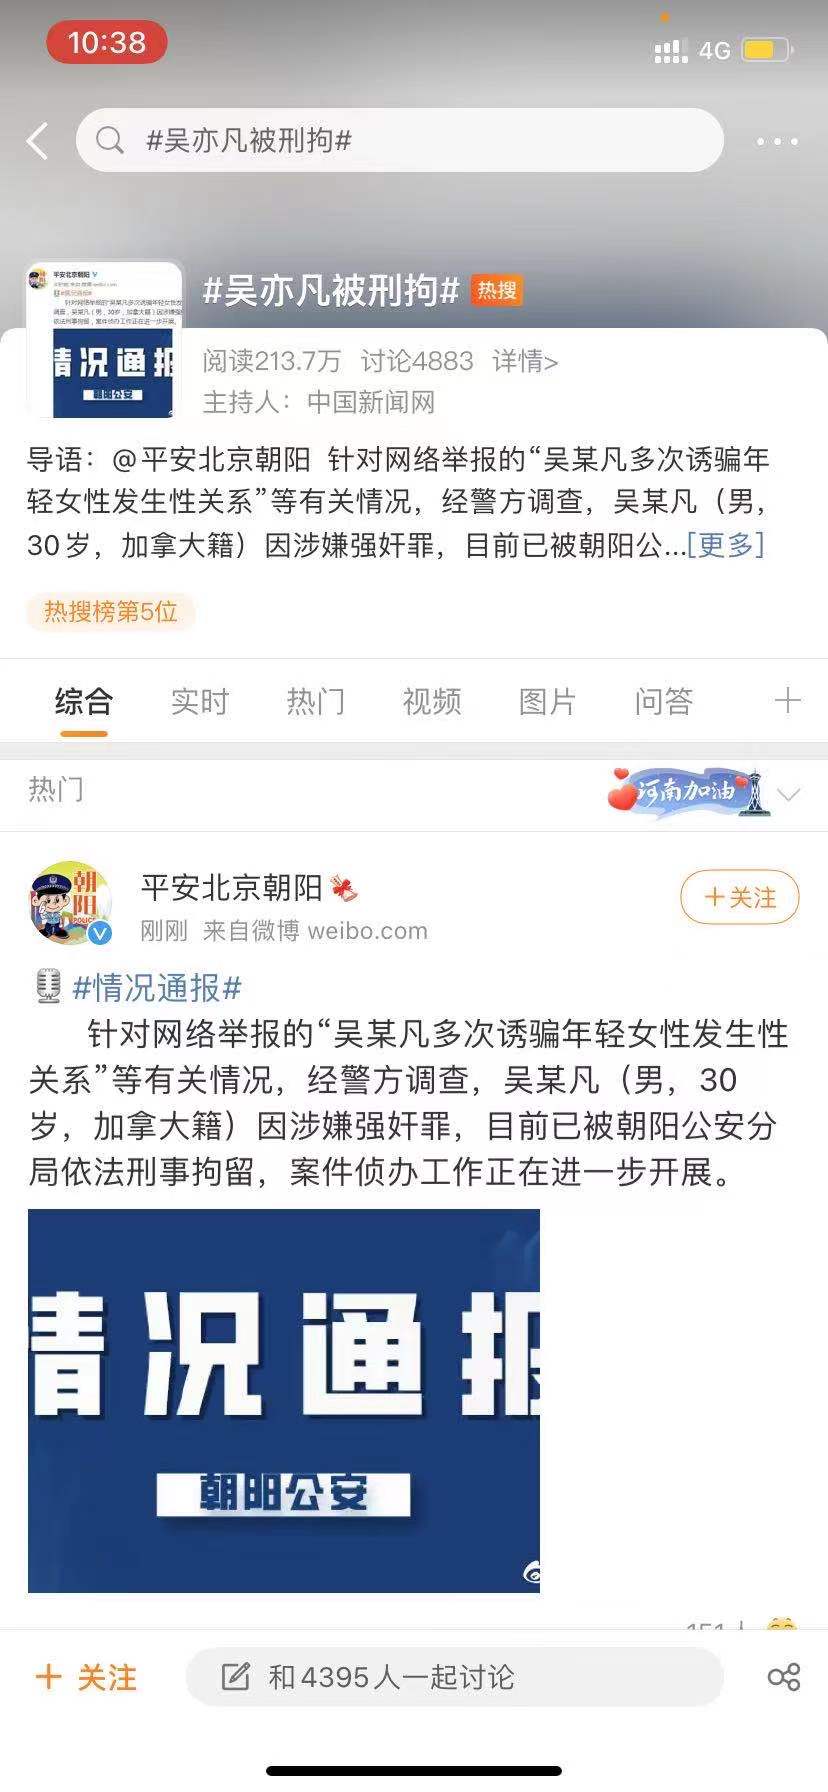 10:38
4G
#吴亦凡被刑拘#
平安北京朝阳
情况通报
朝阳公安
#吴亦凡被刑拘# 热搜
阅读213.7万 讨论4883 详情>
主持人：中国新闻网
导语：@平安北京朝阳 针对网络举报的“吴某凡多次诱骗年
轻女性发生性关系”等有关情况，经警方调查，吴某凡（男，
30岁，加拿大籍）因涉嫌强奸罪，目前已被朝阳公...[更多]
热搜榜第5位
综合 实时 热门 视频 图片 问答
热门
河南加油
朝阳
POLICE
平安北京朝阳
+关注
刚刚 来自微博 weibo.com
#情况通报#
针对网络举报的“吴某凡多次诱骗年轻女性发生性
关系”等有关情况，经警方调查，吴某凡（男，30
岁，加拿大籍）因涉嫌强奸罪，目前已被朝阳公安分
局依法刑事拘留，案件侦办工作正在进一步开展。
情况通报
朝阳公安
+ 关注
和4395人一起讨论